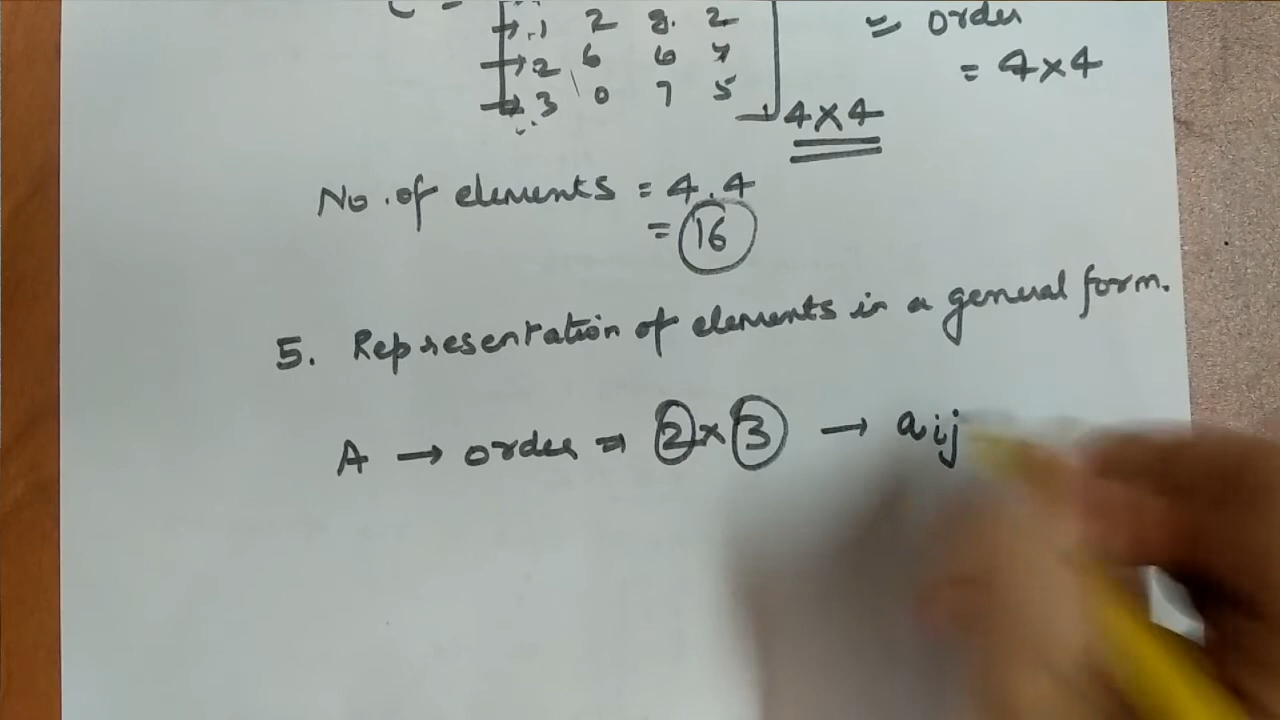 1 2 8 2
= order
2 6 6 7
= 4×4
3 0 7 5
4×4
No. of elements = 4.4
= 16
5. Representation of elements in a general form.
A → order = 2×3 → aij